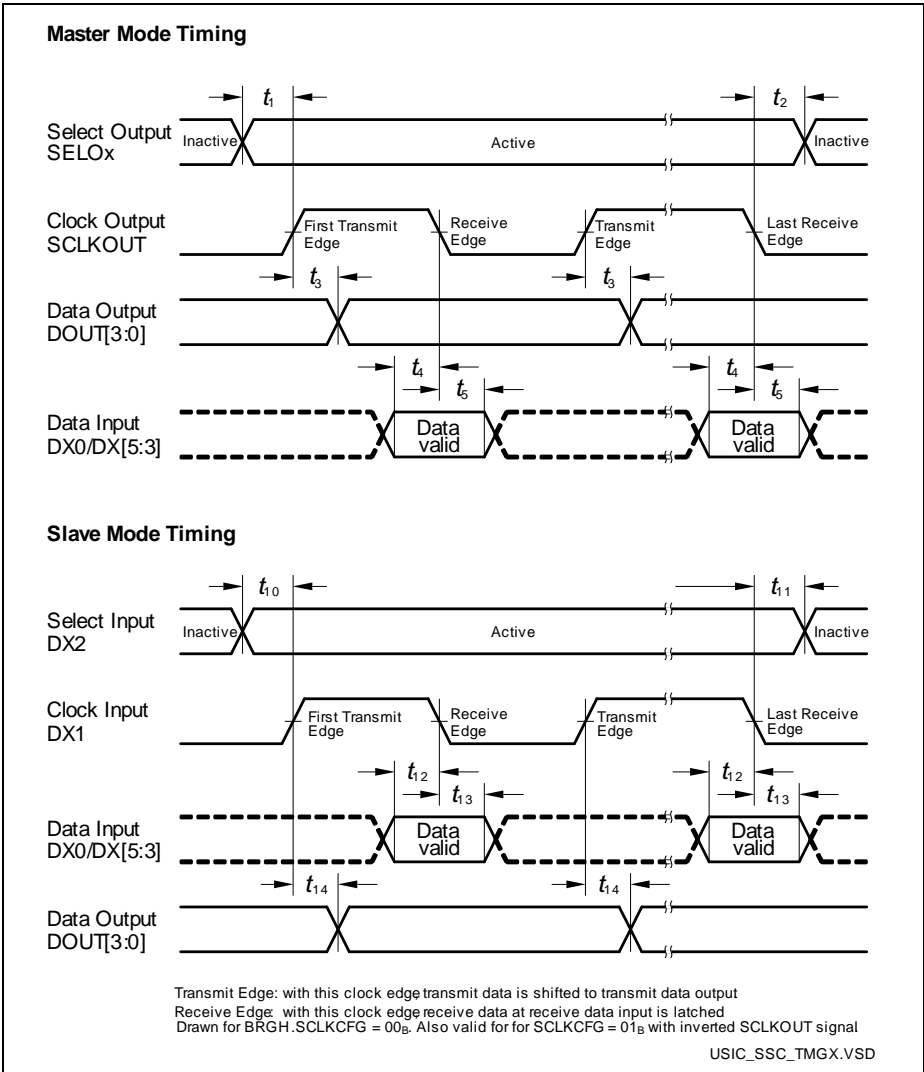 Master Mode Timing
t1
t2
Select Output
SELOx
Inactive
Active
Inactive
Clock Output
SCLKOUT
First Transmit
Edge
Receive
Edge
Transmit
Edge
Last Receive
Edge
t3
t3
Data Output
DOUT[3:0]
t4
t5
t4
t5
Data Input
DX0/DX[5:3]
Data
valid
Data
valid
Slave Mode Timing
t10
t11
Select Input
DX2
Inactive
Active
Inactive
Clock Input
DX1
First Transmit
Edge
Receive
Edge
Transmit
Edge
Last Receive
Edge
t12
t13
t12
t13
Data Input
DX0/DX[5:3]
Data
valid
Data
valid
t14
t14
Data Output
DOUT[3:0]
Transmit Edge: with this clock edge, transmit data is shifted to transmit data output
Receive Edge: with this clock edge, receive data at receive data input is latched
Drawn for BRGH.SCLKCFG = 00B. Also valid for for SCLKCFG = 01B with inverted SCLKOUT signal.
USIC_SSC_TMGX.VSD